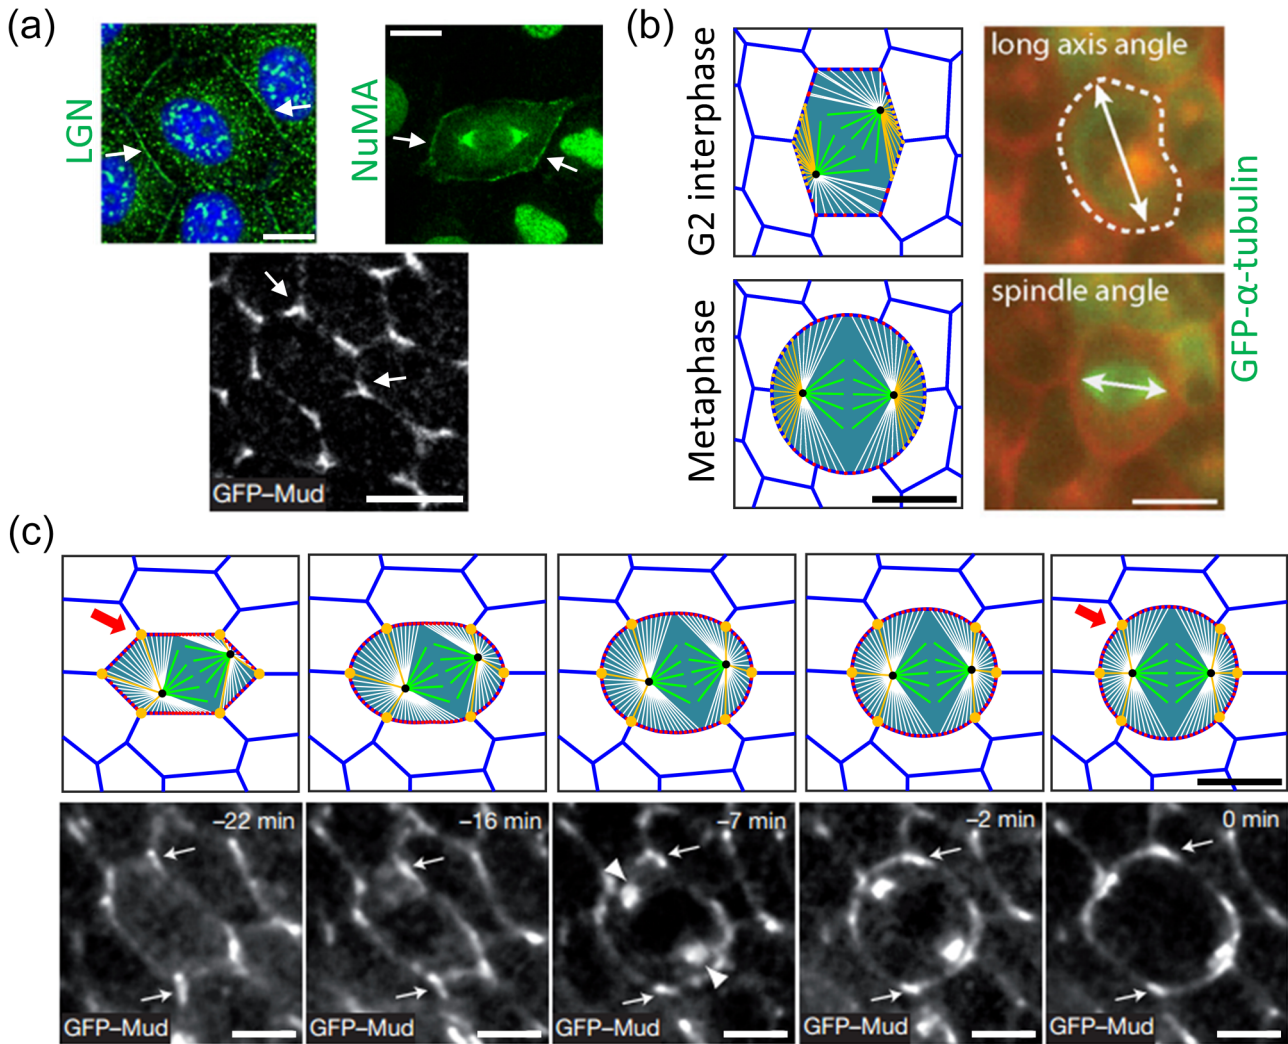 (a)
LGN
NuMA
GFP–Mud
(b)
G2 interphase
Metaphase
long axis angle
spindle angle
GFP-α-tubulin
(c)
–22 min
–16 min
–7 min
–2 min
0 min
GFP–Mud
GFP–Mud
GFP–Mud
GFP–Mud
GFP–Mud